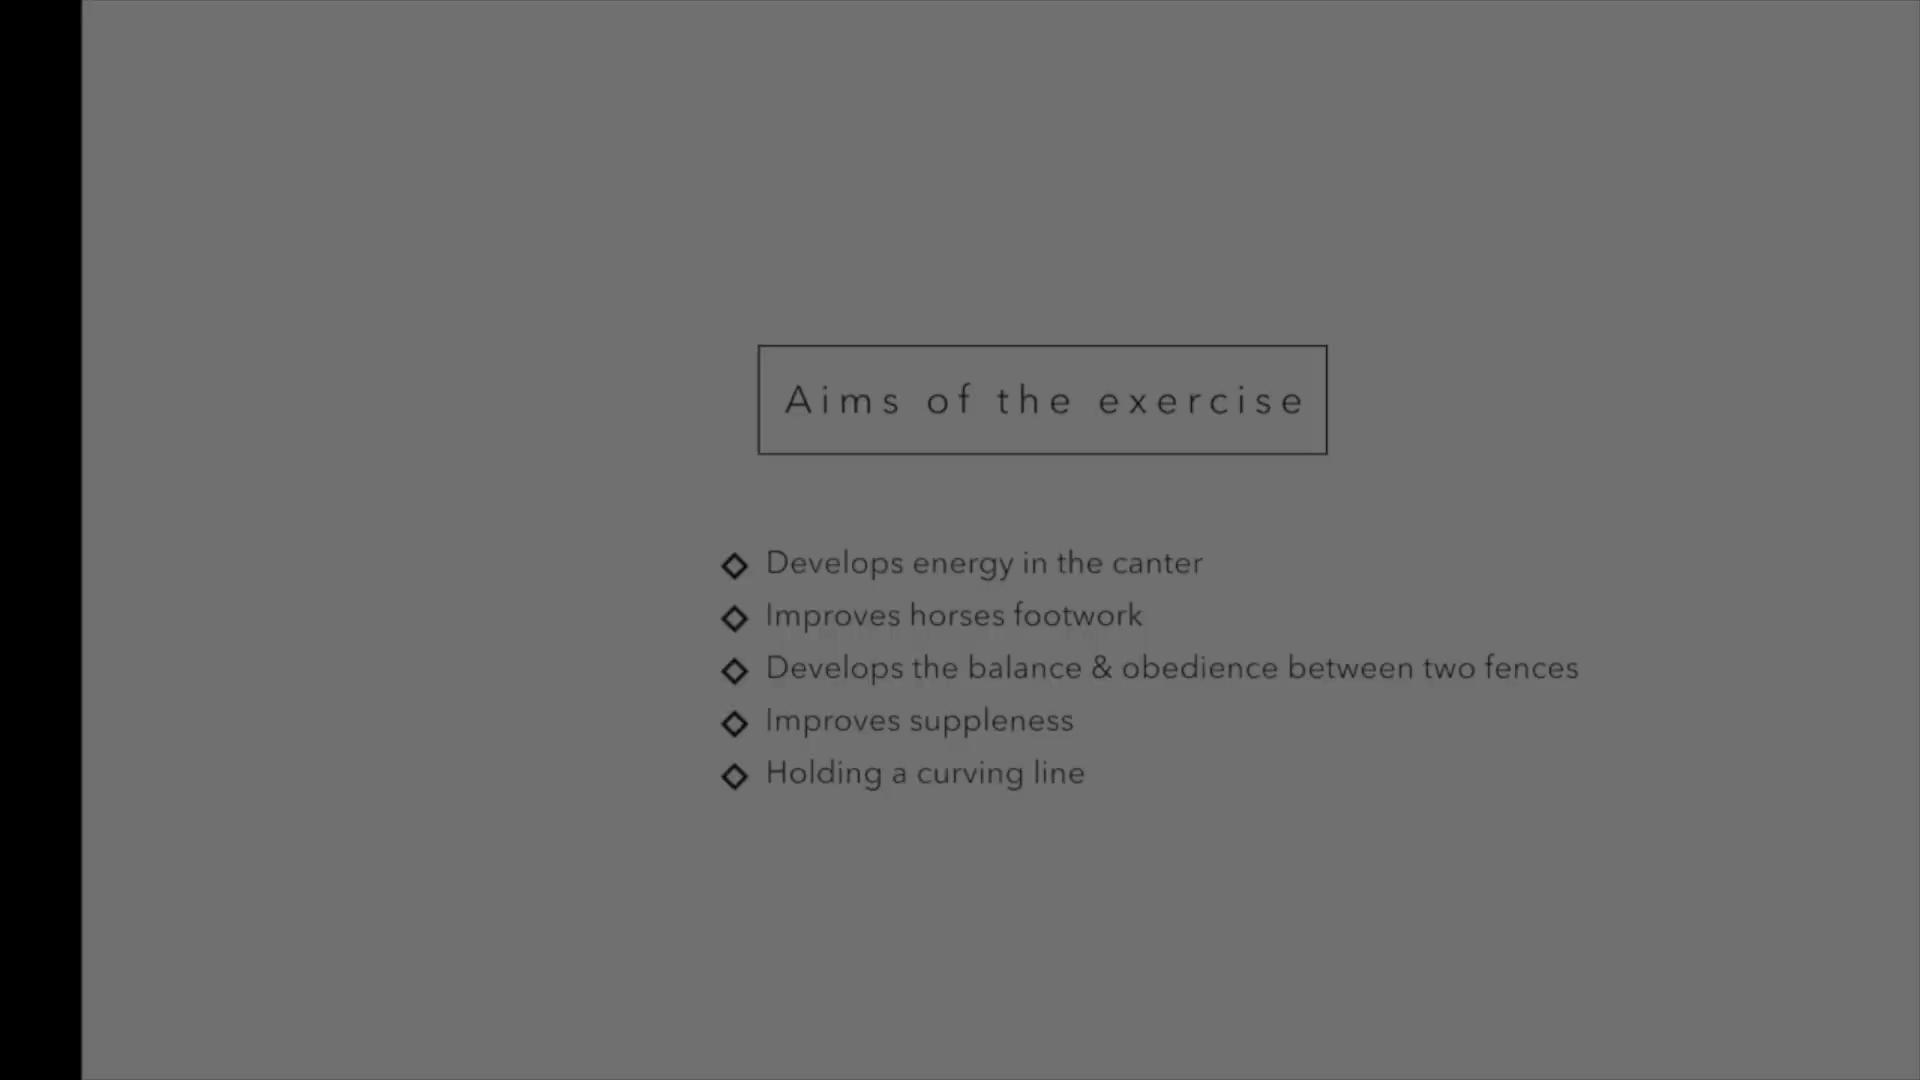 Aims of the exercise
Develops energy in the canter
Improves horses footwork
Develops the balance & obedience between two fences
Improves suppleness
Holding a curving line